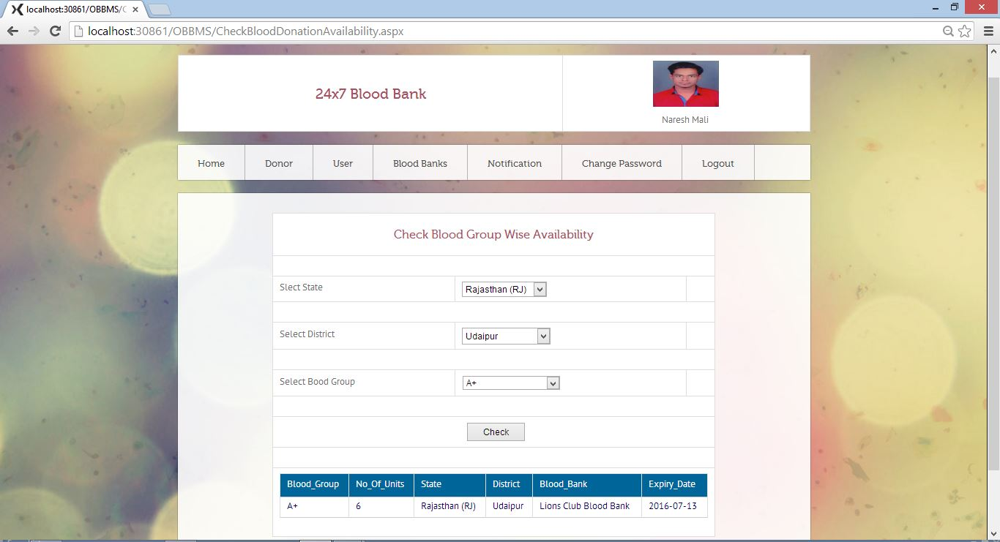 localhost:30861/OBBMS/C
localhost:30861/OBBMS/CheckBloodDonationAvailability.aspx
24x7 Blood Bank
Naresh Mali
Home Donor User Blood Banks Notification Change Password Logout
Check Blood Group Wise Availability
Slect State Rajasthan (RJ)
Select District Udaipur
Select Bood Group A+
Check
Blood_Group No_Of_Units State District Blood_Bank Expiry_Date
A+ 6 Rajasthan (RJ) Udaipur Lions Club Blood Bank 2016-07-13